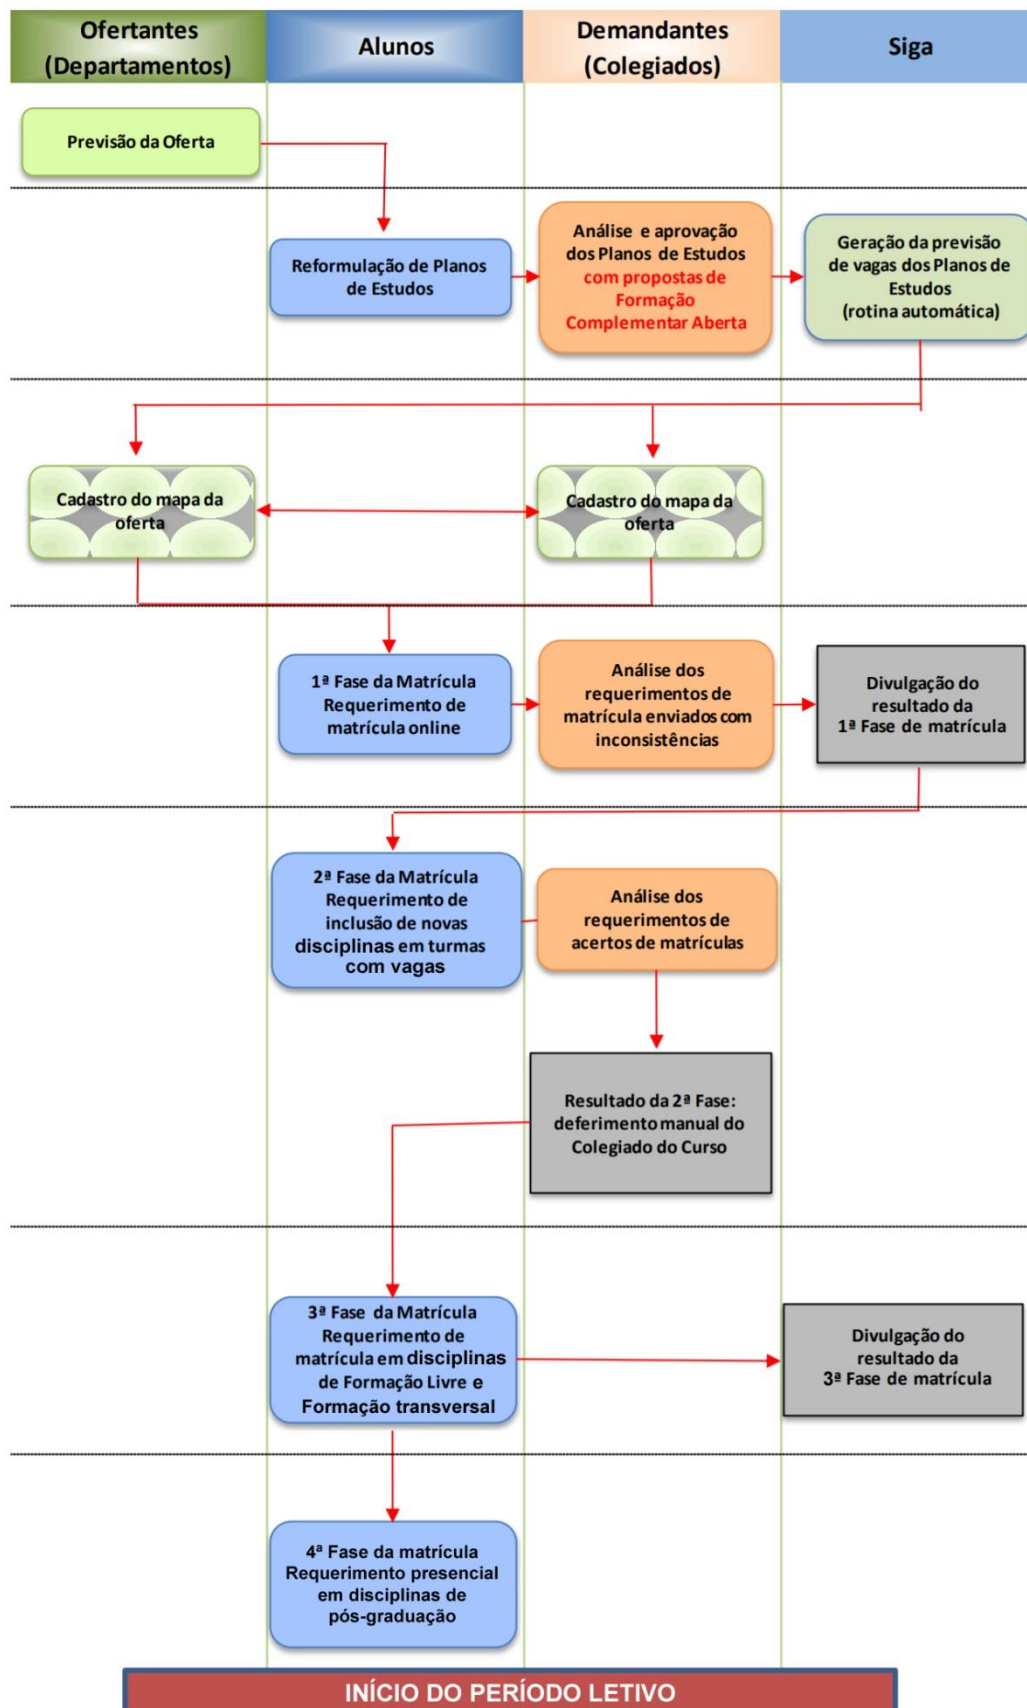 Ofertantes
(Departamentos)
Alunos
Demandantes
(Colegiados)
Siga
Previsão da Oferta
Reformulação de Planos
de Estudos
Análise e aprovação
dos Planos de Estudos
com propostas de
Formação
Complementar Aberta
Geração da previsão
de vagas dos Planos de
Estudos
(rotina automática)
Cadastro do mapa da
oferta
Cadastro do mapa da
oferta
1ª Fase da Matrícula
Requerimento de
matrícula online
Análise dos
requerimentos de
matrícula enviados com
inconsistências
Divulgação do
resultado da
1ª Fase de matrícula
2ª Fase da Matrícula
Requerimento de
inclusão de novas
disciplinas em turmas
com vagas
Análise dos
requerimentos de
acertos de matrículas
Resultado da 2ª Fase:
deferimento manual do
Colegiado do Curso
3ª Fase da Matrícula
Requerimento de
matrícula em disciplinas
de Formação Livre e
Formação transversal
Divulgação do
resultado da
3ª Fase de matrícula
4ª Fase da matrícula
Requerimento presencial
em disciplinas de
pós-graduação
INÍCIO DO PERÍODO LETIVO